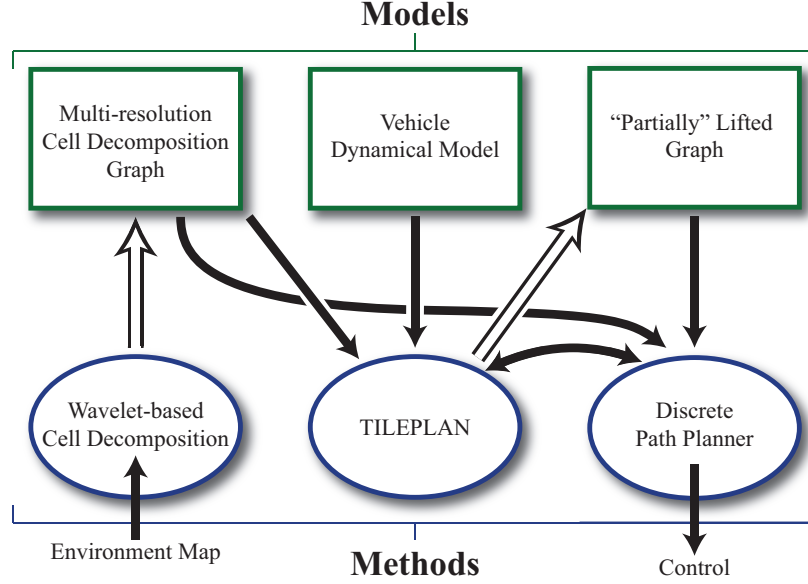 Models
Multi-resolution
Cell Decomposition
Graph
Vehicle
Dynamical Model
“Partially” Lifted
Graph
Wavelet-based
Cell Decomposition
TILEPLAN
Discrete
Path Planner
Environment Map
Methods
Control